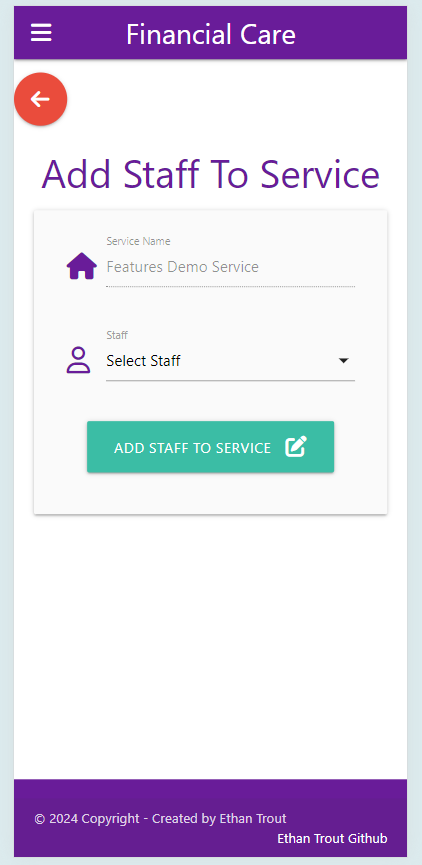 Financial Care
Add Staff To Service
Service Name
Features Demo Service
Staff
Select Staff
ADD STAFF TO SERVICE
© 2024 Copyright - Created by Ethan Trout
Ethan Trout Github